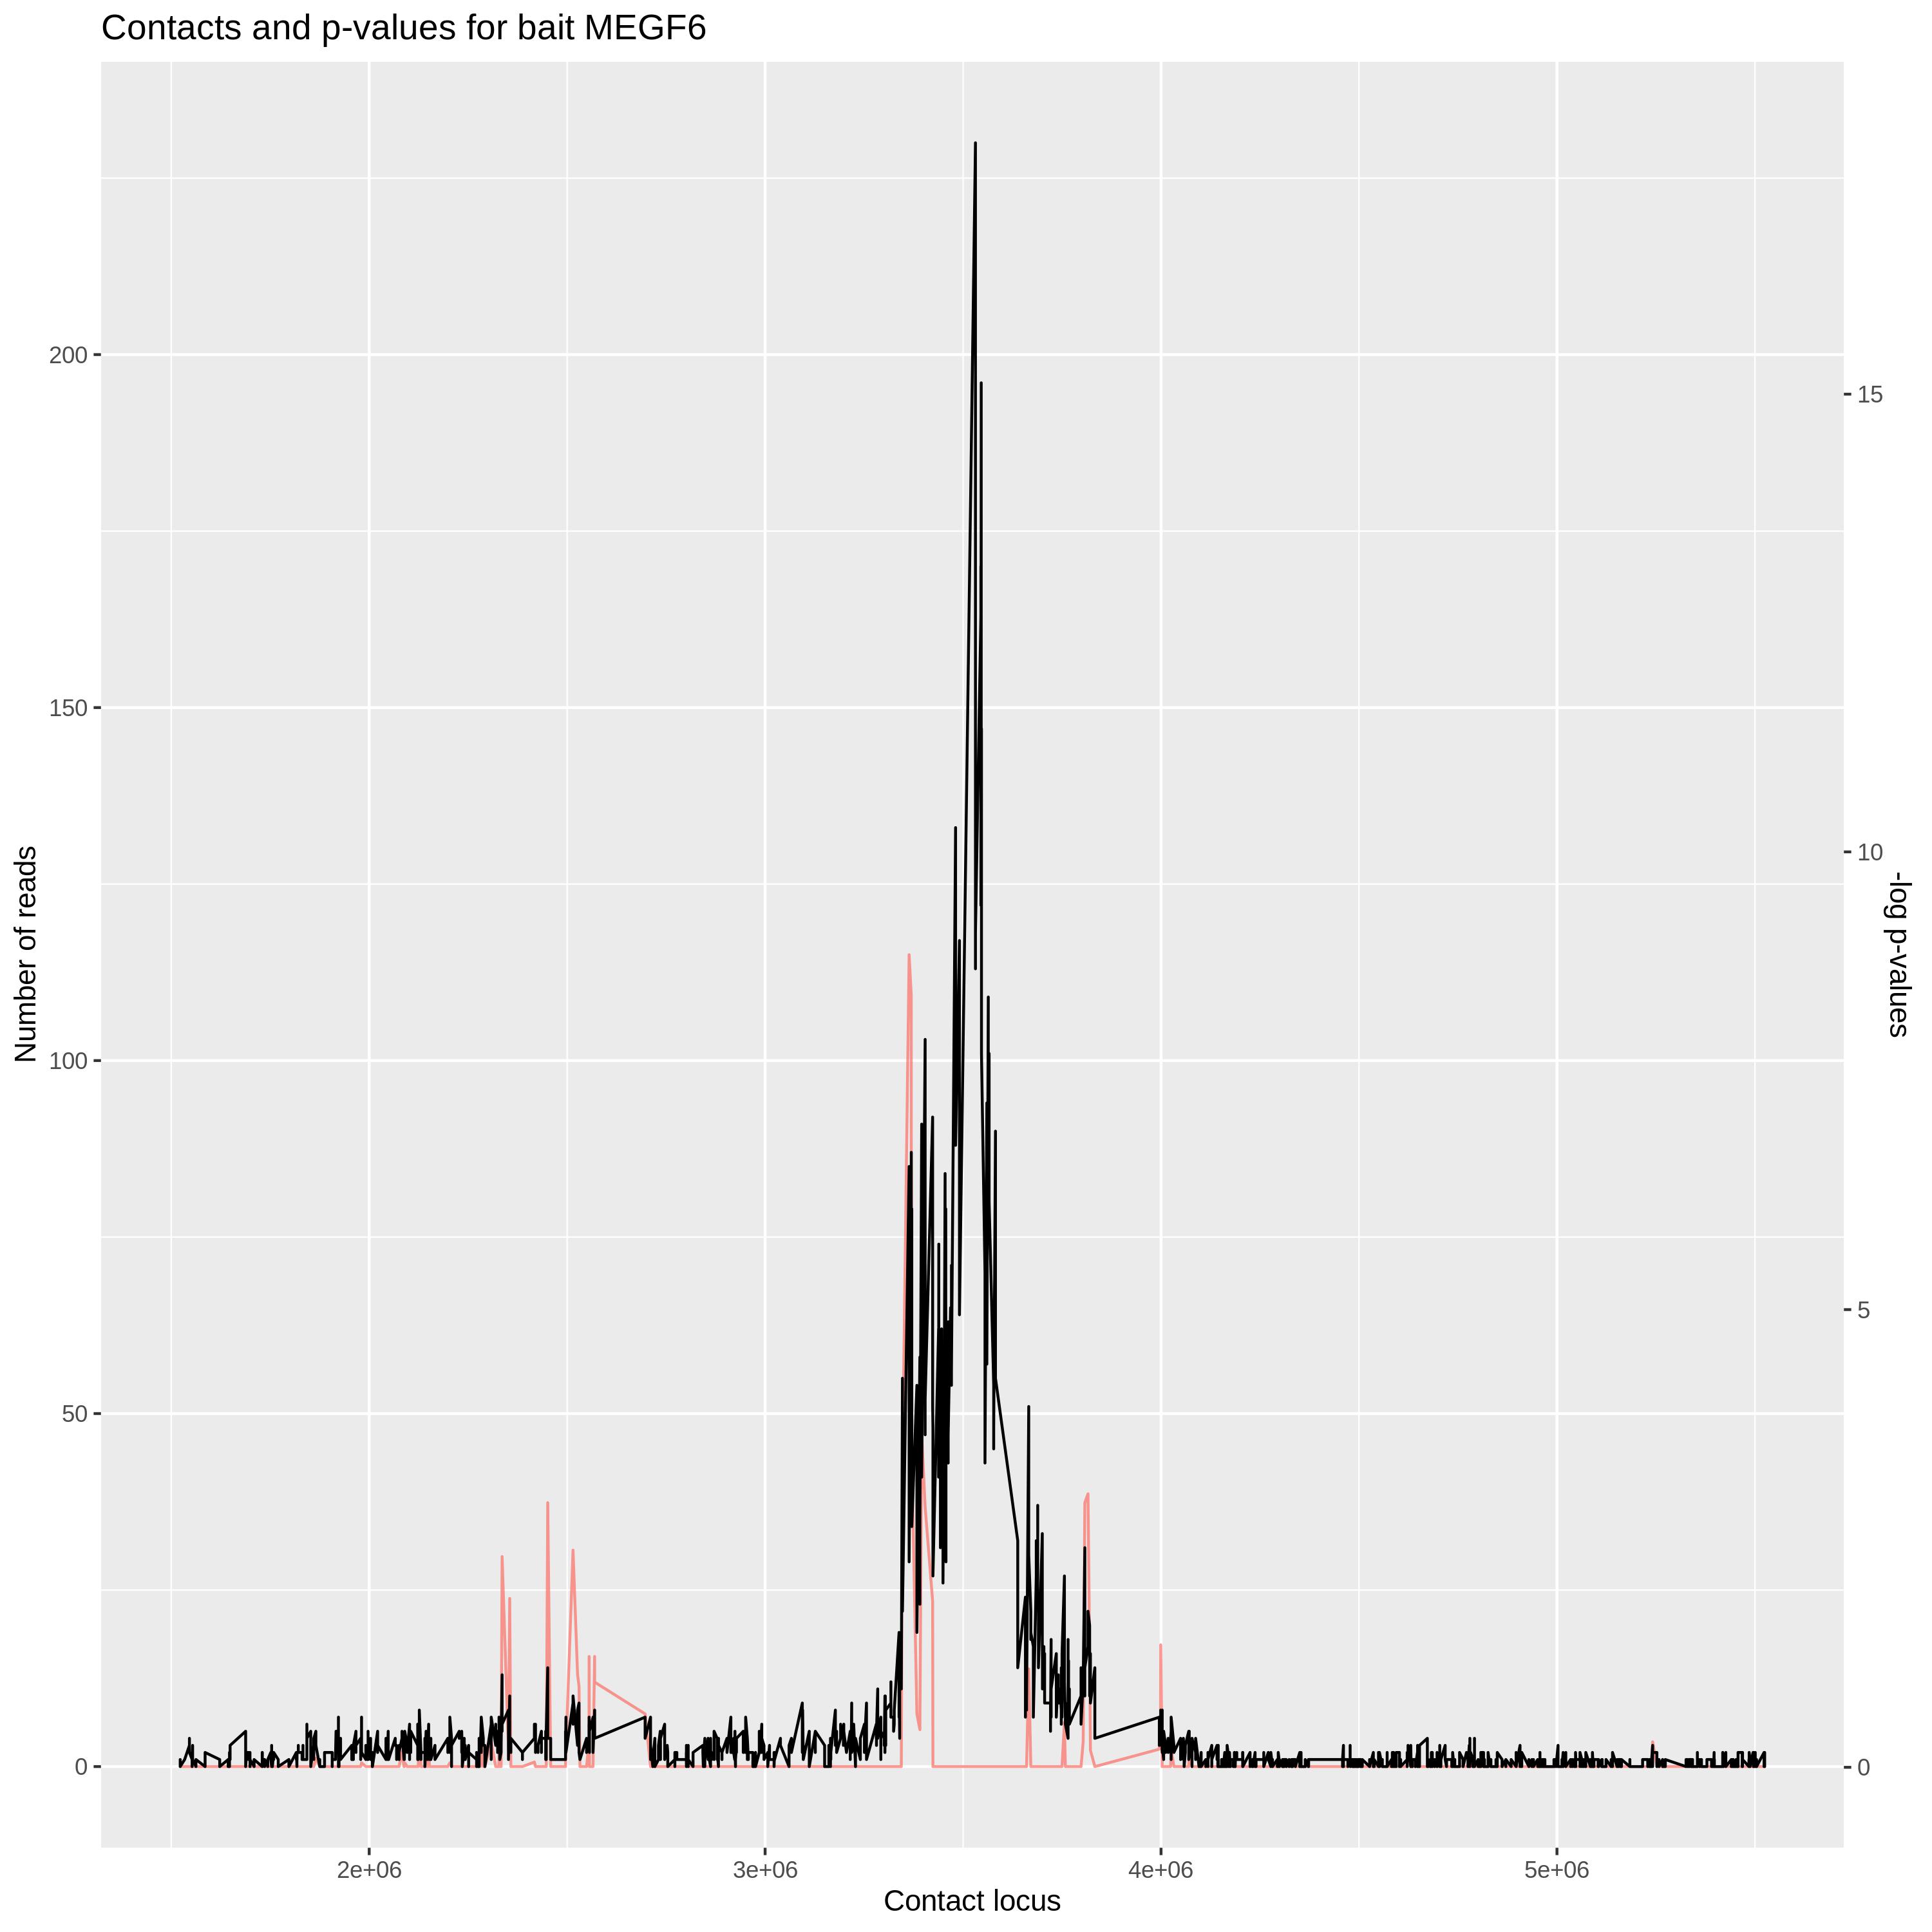 Contacts and p-values for bait MEGF6
Number of reads
200
150
100
50
0
15
10
5
0
-log p-values
2e+06 3e+06 4e+06 5e+06
Contact locus